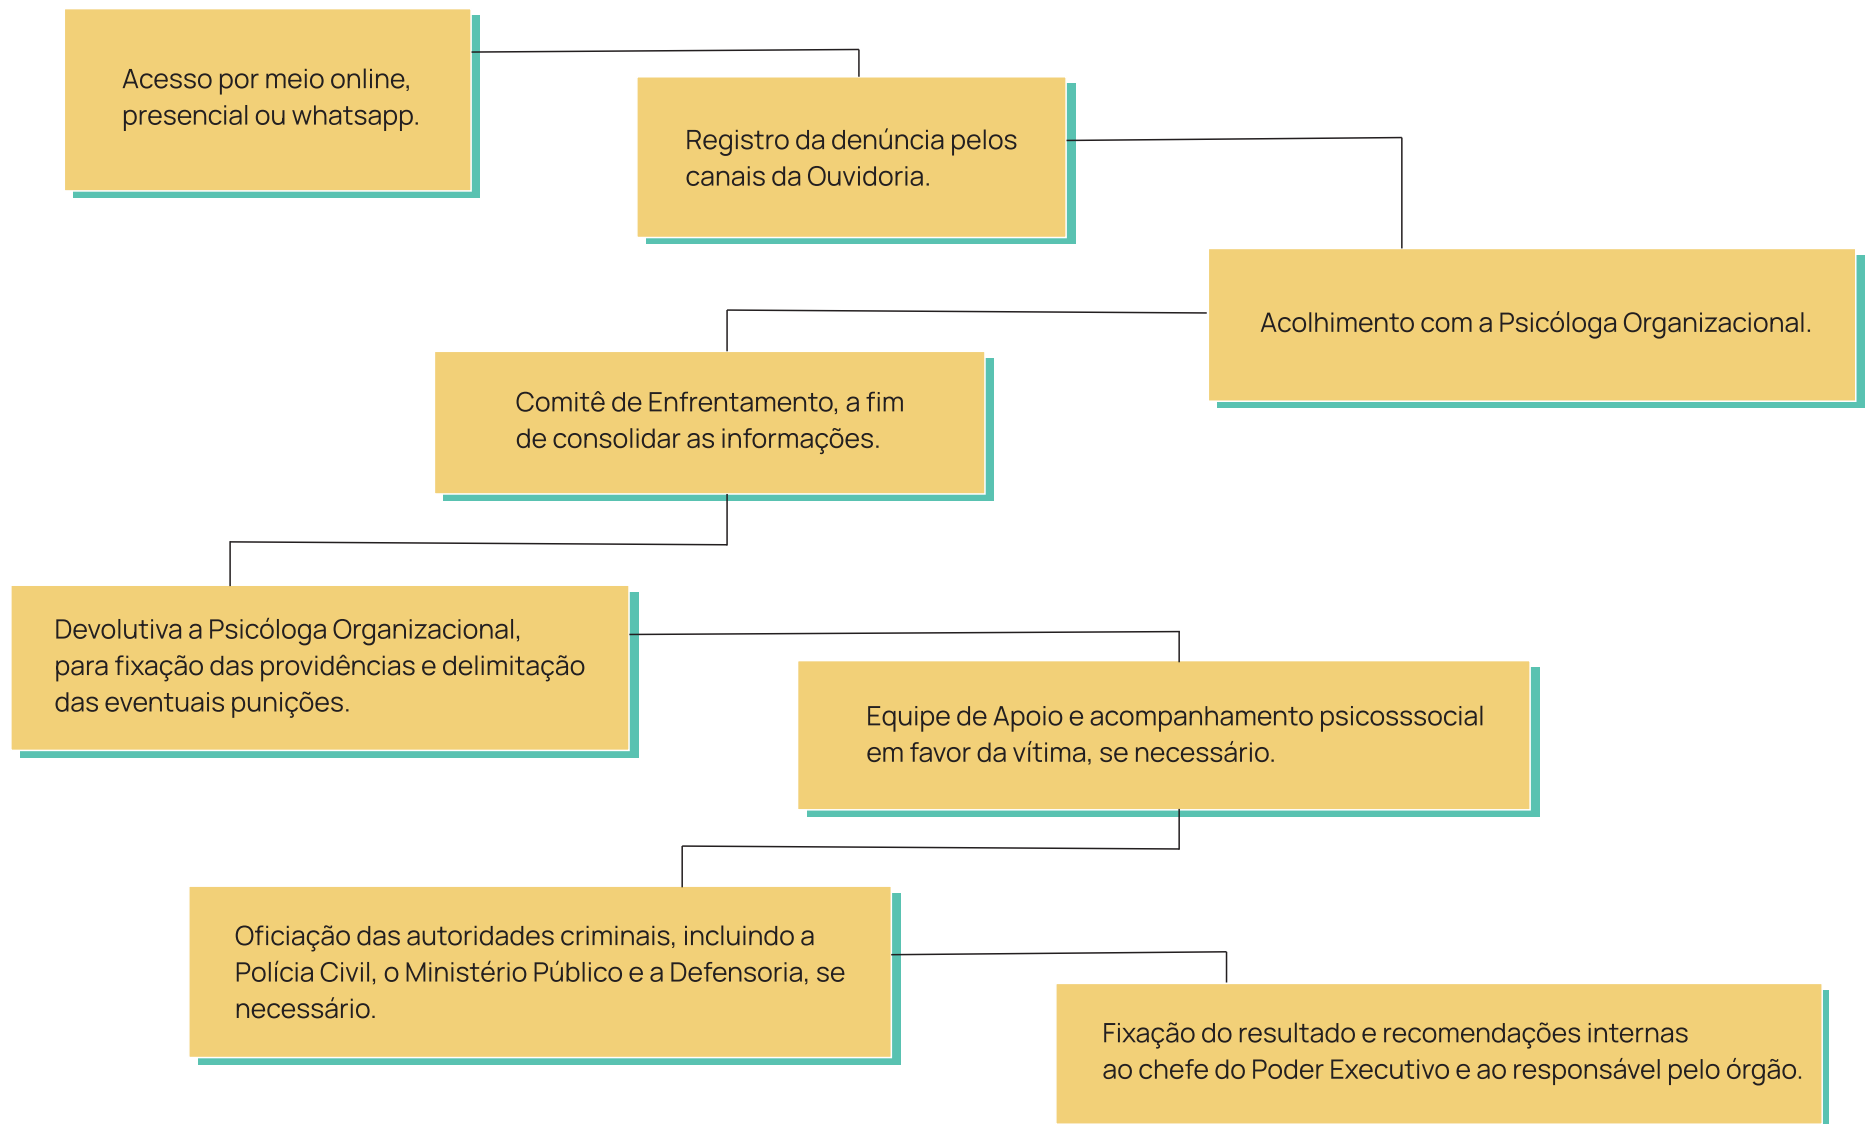 Acesso por meio online,
presencial ou whatsapp.
Registro da denúncia pelos
canais da Ouvidoria.
Acolhimento com a Psicóloga Organizacional.
Comitê de Enfrentamento, a fim
de consolidar as informações.
Devolutiva a Psicóloga Organizacional,
para fixação das providências e delimitação
das eventuais punições.
Equipe de Apoio e acompanhamento psicosssocial
em favor da vítima, se necessário.
Oficiação das autoridades criminais, incluindo a
Polícia Civil, o Ministério Público e a Defensoria, se
necessário.
Fixação do resultado e recomendações internas
ao chefe do Poder Executivo e ao responsável pelo órgão.